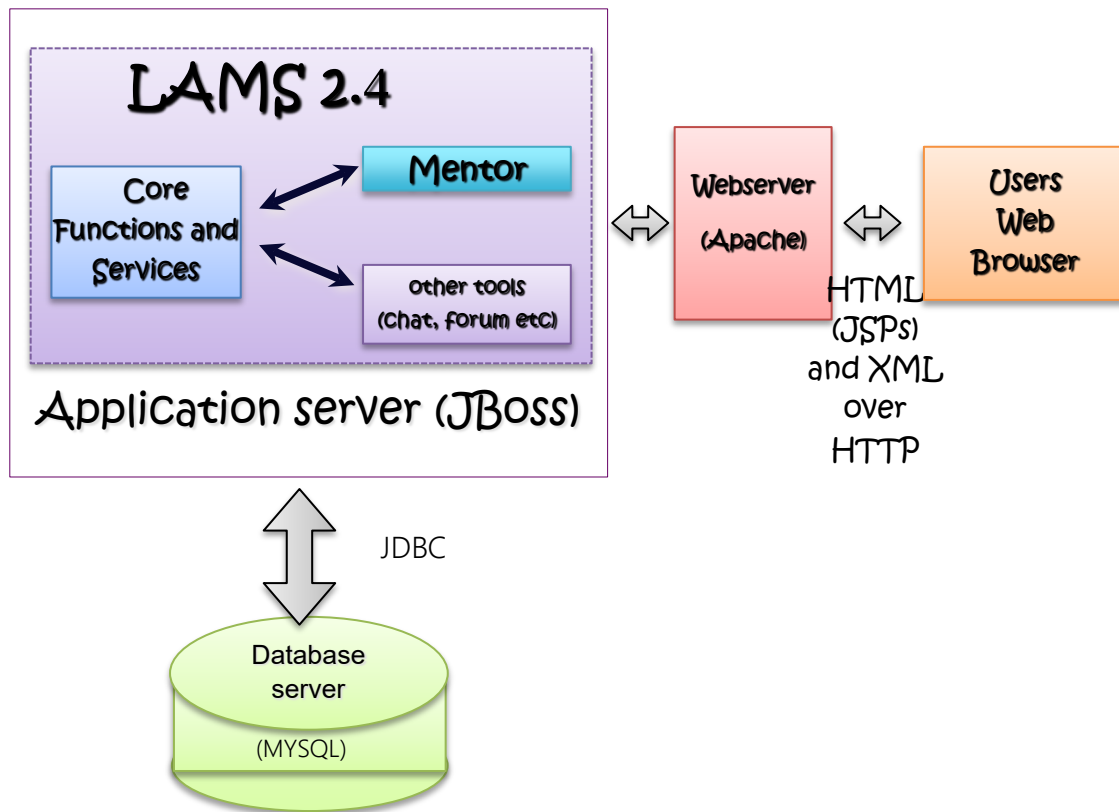 LAMS 2.4
Core
Functions and
Services
Mentor
other tools
(chat, forum etc)
Application server (JBoss)
Webserver
(Apache)
Users
Web
Browser
HTML
(JSPs)
and XML
over
HTTP
JDBC
Database
server
(MYSQL)